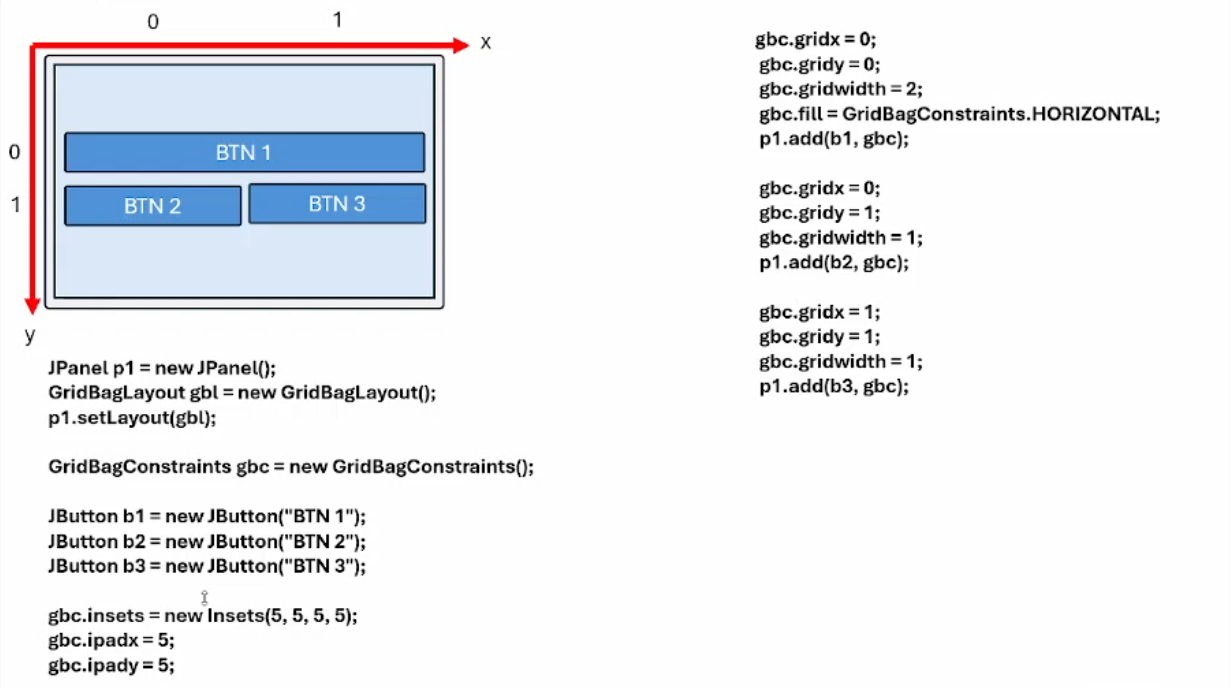 0 1
x
0
BTN 1
1
BTN 2 BTN 3
y
JPanel p1 = new JPanel();
GridBagLayout gbl = new GridBagLayout();
p1.setLayout(gbl);
GridBagConstraints gbc = new GridBagConstraints();
JButton b1 = new JButton("BTN 1");
JButton b2 = new JButton("BTN 2");
JButton b3 = new JButton("BTN 3");
gbc.insets = new Insets(5, 5, 5, 5);
gbc.ipadx = 5;
gbc.ipady = 5;
gbc.gridx = 0;
gbc.gridy = 0;
gbc.gridwidth = 2;
gbc.fill = GridBagConstraints.HORIZONTAL;
p1.add(b1, gbc);
gbc.gridx = 0;
gbc.gridy = 1;
gbc.gridwidth = 1;
p1.add(b2, gbc);
gbc.gridx = 1;
gbc.gridy = 1;
gbc.gridwidth = 1;
p1.add(b3, gbc);